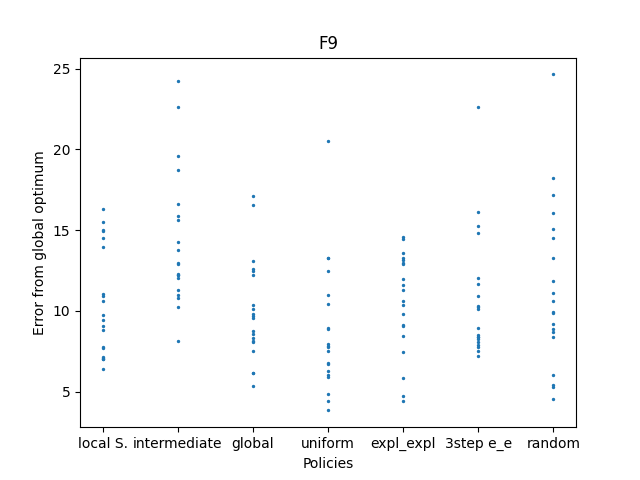 F9
25
20
15
10
5
Error from global optimum
local S. intermediate global uniform expl_expl 3step e_e random
Policies